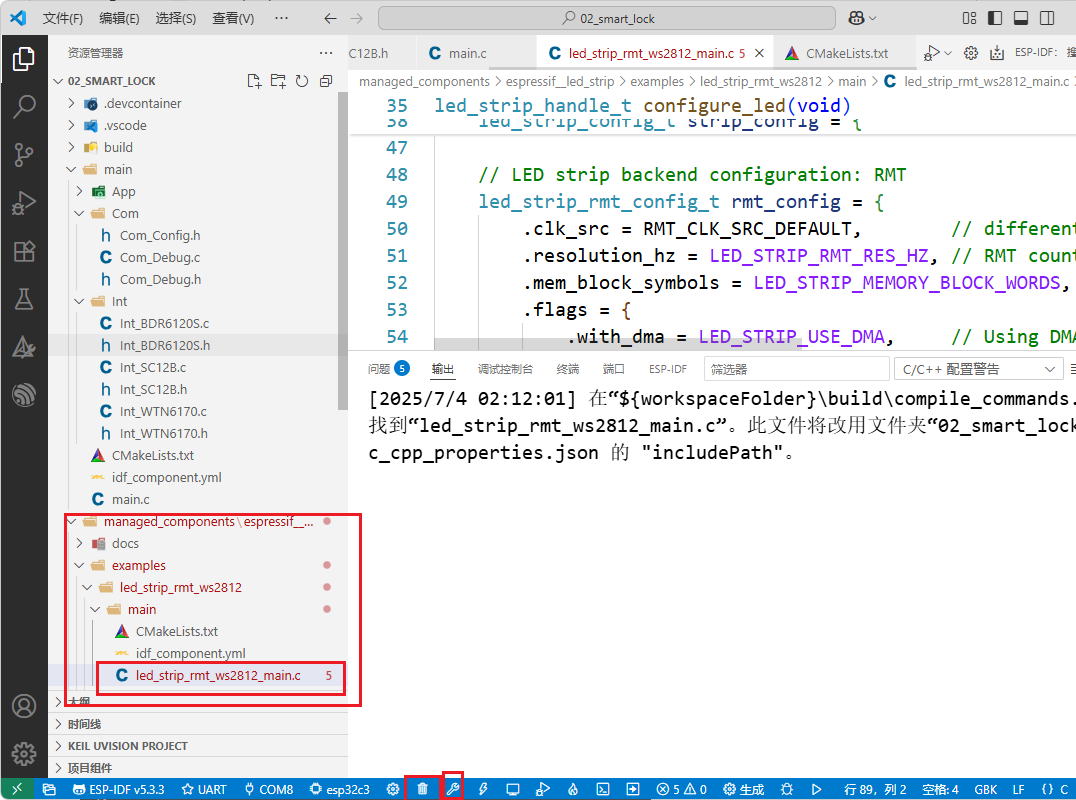 文件(F) 编辑(E) 选择(S) 查看(V) ··· 02_smart_lock
资源管理器 ···
02_SMART_LOCK
.devcontainer
.vscode
build
main
App
Com
Com_Config.h
Com_Debug.c
Com_Debug.h
Int
Int_BDR6120S.c
Int_BDR6120S.h
Int_SC12B.c
Int_SC12B.h
Int_WTN6170.c
Int_WTN6170.h
CMakeLists.txt
idf_component.yml
main.c
managed_components\espressif__...
docs
examples
led_strip_rmt_ws2812
main
CMakeLists.txt
idf_component.yml
led_strip_rmt_ws2812_main.c 5
大纲
时间线
KEIL UVISION PROJECT
项目组件
C12B.h main.c led_strip_rmt_ws2812_main.c 5 CMakeLists.txt ESP-IDF:
managed_components > espressif__led_strip > examples > led_strip_rmt_ws2812 > main > led_strip_rmt_ws2812_main.c
35 led_strip_handle_t configure_led(void)
38 led_strip_config_t strip_config = {
47
48 // LED strip backend configuration: RMT
49 led_strip_rmt_config_t rmt_config = {
50 .clk_src = RMT_CLK_SRC_DEFAULT, // different
51 .resolution_hz = LED_STRIP_RMT_RES_HZ, // RMT count
52 .mem_block_symbols = LED_STRIP_MEMORY_BLOCK_WORDS,
53 .flags = {
54 .with_dma = LED_STRIP_USE_DMA, // Using DMA
问题 5 输出 调试控制台 终端 端口 ESP-IDF 筛选器 C/C++ 配置警告
[2025/7/4 02:12:01] 在“${workspaceFolder}\build\compile_commands.
找到“led_strip_rmt_ws2812_main.c”。此文件将改用文件夹“02_smart_lock
c_cpp_properties.json 的 "includePath"。
ESP-IDF v5.3.3 UART COM8 esp32c3 5 0 生成 行 89，列 2 空格: 4 GBK LF {} C